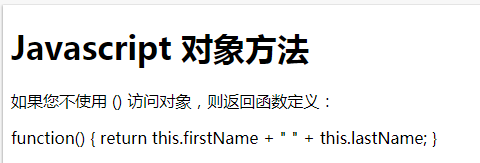 Javascript 对象方法
如果您不使用 () 访问对象，则返回函数定义：
function() { return this.firstName + " " + this.lastName; }